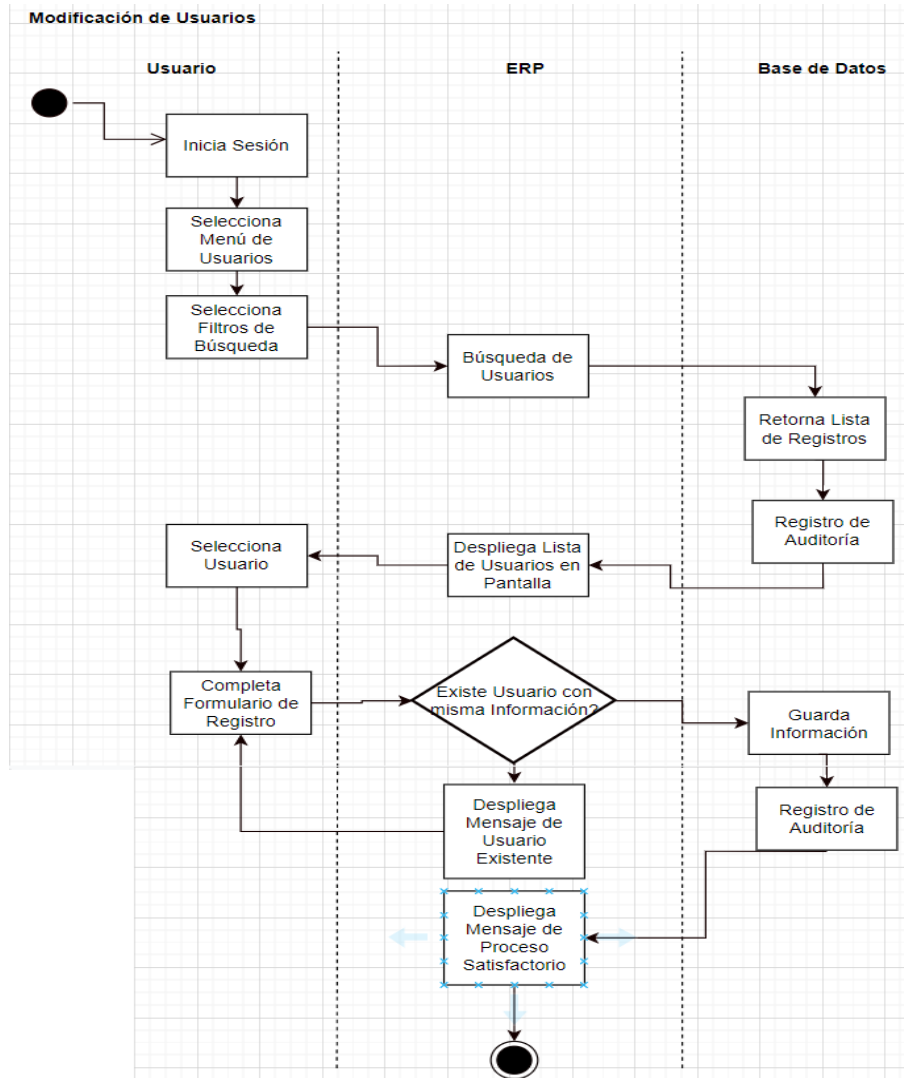 Modificación de Usuarios
Usuario
ERP
Base de Datos
Inicia Sesión
Selecciona
Menú de
Usuarios
Selecciona
Filtros de
Búsqueda
Búsqueda de
Usuarios
Retorna Lista
de Registros
Registro de
Auditoría
Despliega Lista
de Usuarios en
Pantalla
Selecciona
Usuario
Completa
Formulario de
Registro
Existe Usuario con
misma Información?
Guarda
Información
Registro de
Auditoría
Despliega
Mensaje de
Usuario
Existente
Despliega
Mensaje de
Proceso
Satisfactorio